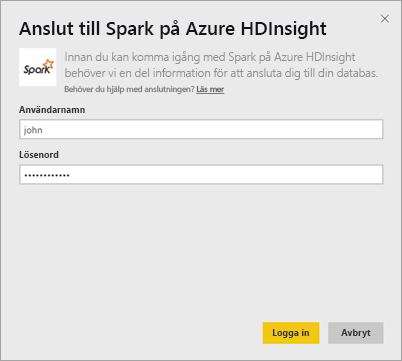 Anslut till Spark på Azure HDInsight
Spark
Innan du kan komma igång med Spark på Azure HDInsight
behöver vi en del information för att ansluta dig till din databas.
Behöver du hjälp med anslutningen? Läs mer
Användarnamn
john
Lösenord
••••••••••••
Logga in
Avbryt